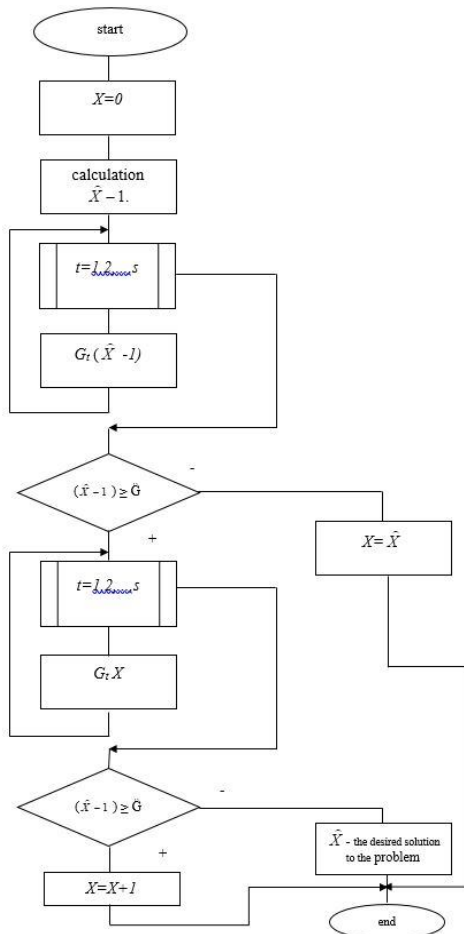 start
X=0
calculation
X̂ – 1.
t=1,2,...,s
Gₜ ( X̂ -1)
(x̂ – 1 ) ≥ G̈
-
+
X= X̂
t=1,2,...,s
Gₜ X
(x̂ – 1 ) ≥ G̈
-
+
X̂ - the desired solution
to the problem
X=X+1
end